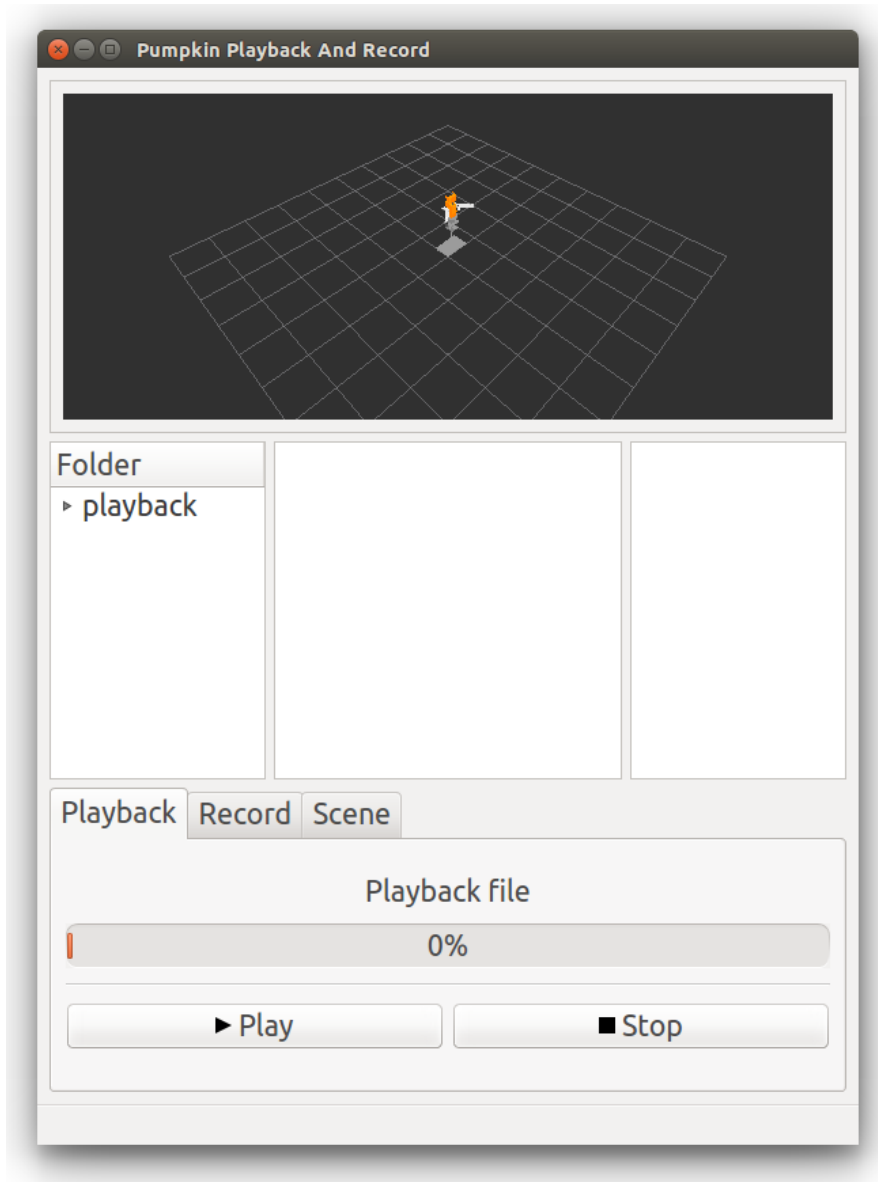 Pumpkin Playback And Record
Folder
playback
Playback Record Scene
Playback file
0%
Play Stop